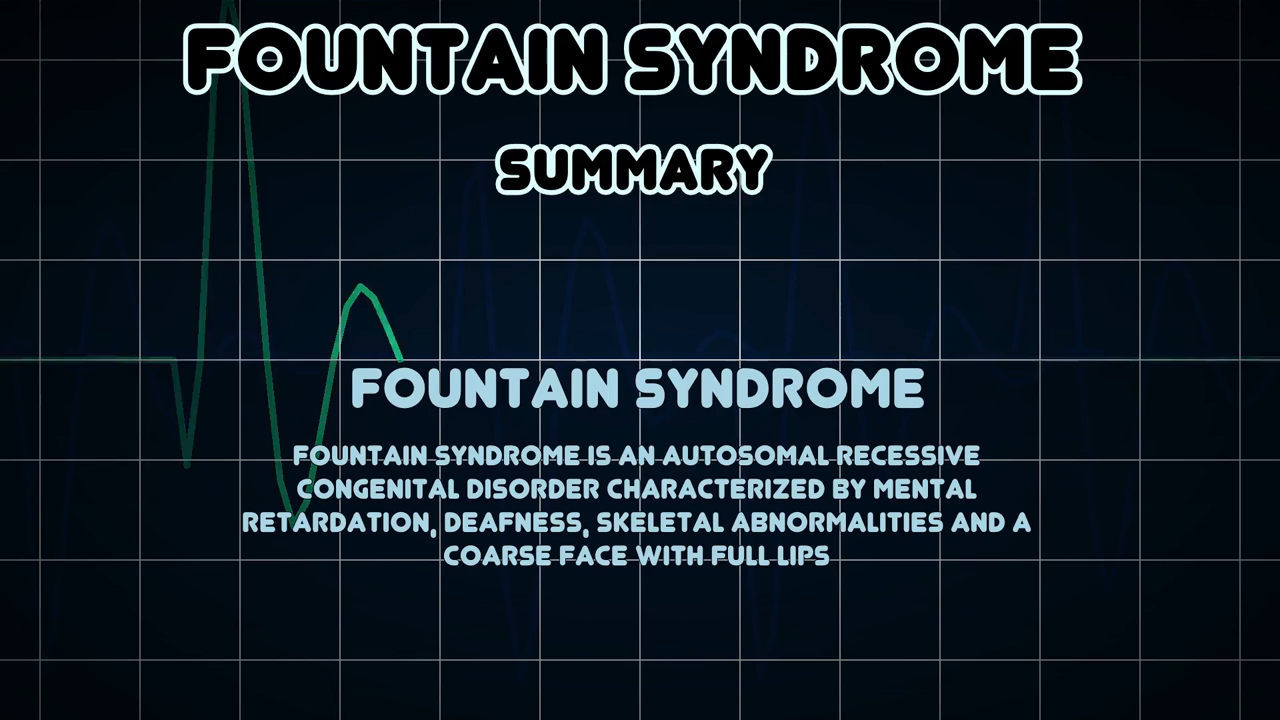 FOUNTAIN SYNDROME
SUMMARY
FOUNTAIN SYNDROME
FOUNTAIN SYNDROME IS AN AUTOSOMAL RECESSIVE
CONGENITAL DISORDER CHARACTERIZED BY MENTAL
RETARDATION, DEAFNESS, SKELETAL ABNORMALITIES AND A
COARSE FACE WITH FULL LIPS